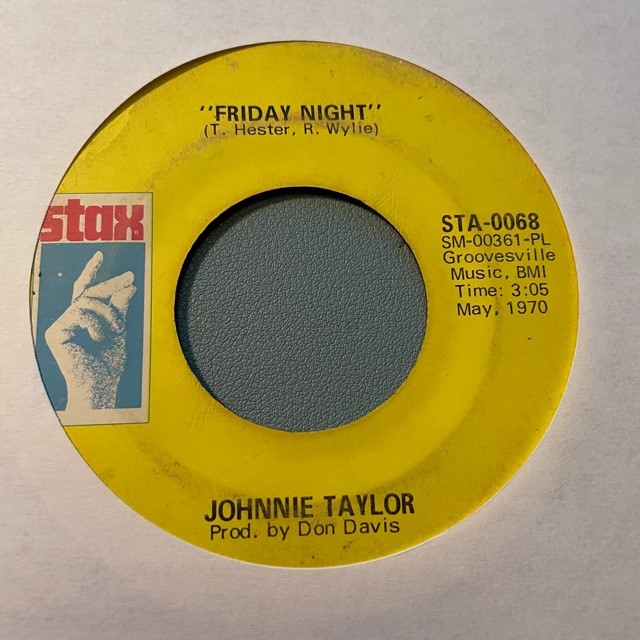 "FRIDAY NIGHT"
(T. Hester, R. Wylie)
stax
STA-0068
SM-00361-PL
Groovesville
Music, BMI
Time: 3:05
May, 1970
JOHNNIE TAYLOR
Prod. by Don Davis